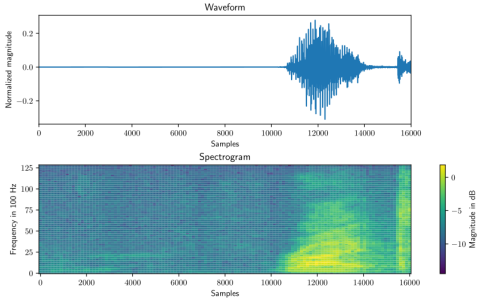 Waveform
0.2
0.0
−0.2
Normalized magnitude
0 2000 4000 6000 8000 10000 12000 14000 16000
Samples
Spectrogram
125
100
75
50
25
0
Frequency in 100 Hz
0 2000 4000 6000 8000 10000 12000 14000 16000
Samples
0
−5
−10
Magnitude in dB